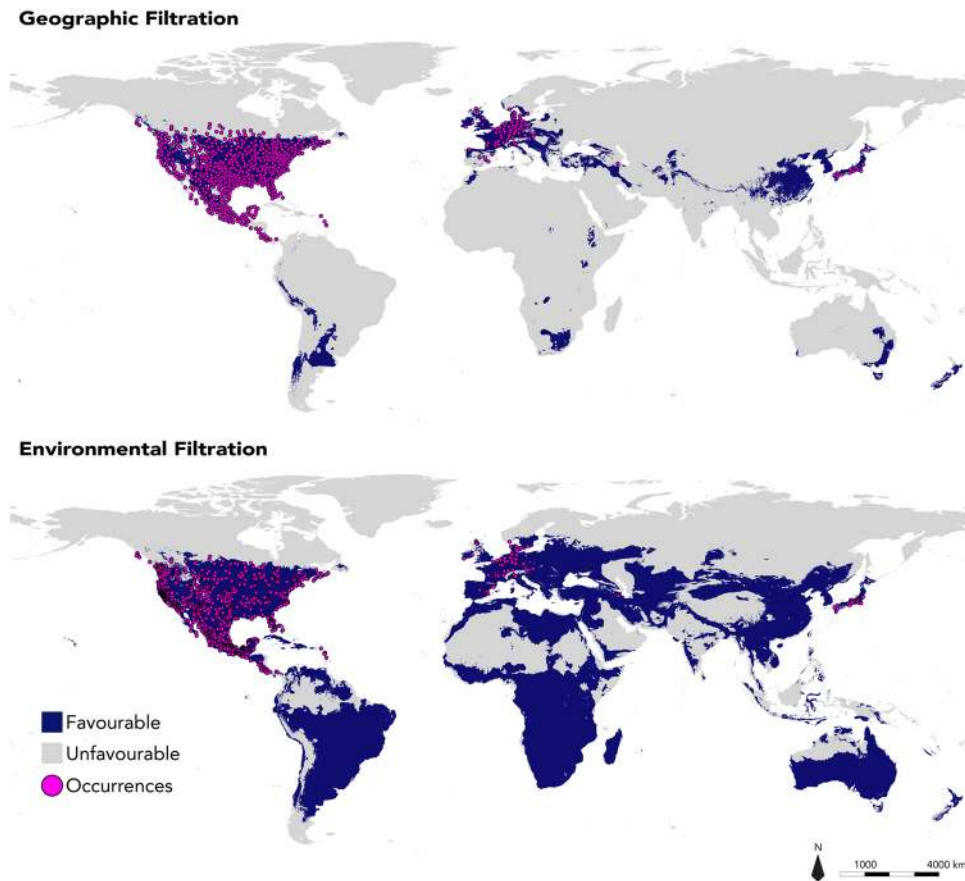 Geographic Filtration
Environmental Filtration
Favourable
Unfavourable
Occurrences
N
1000 4000 km